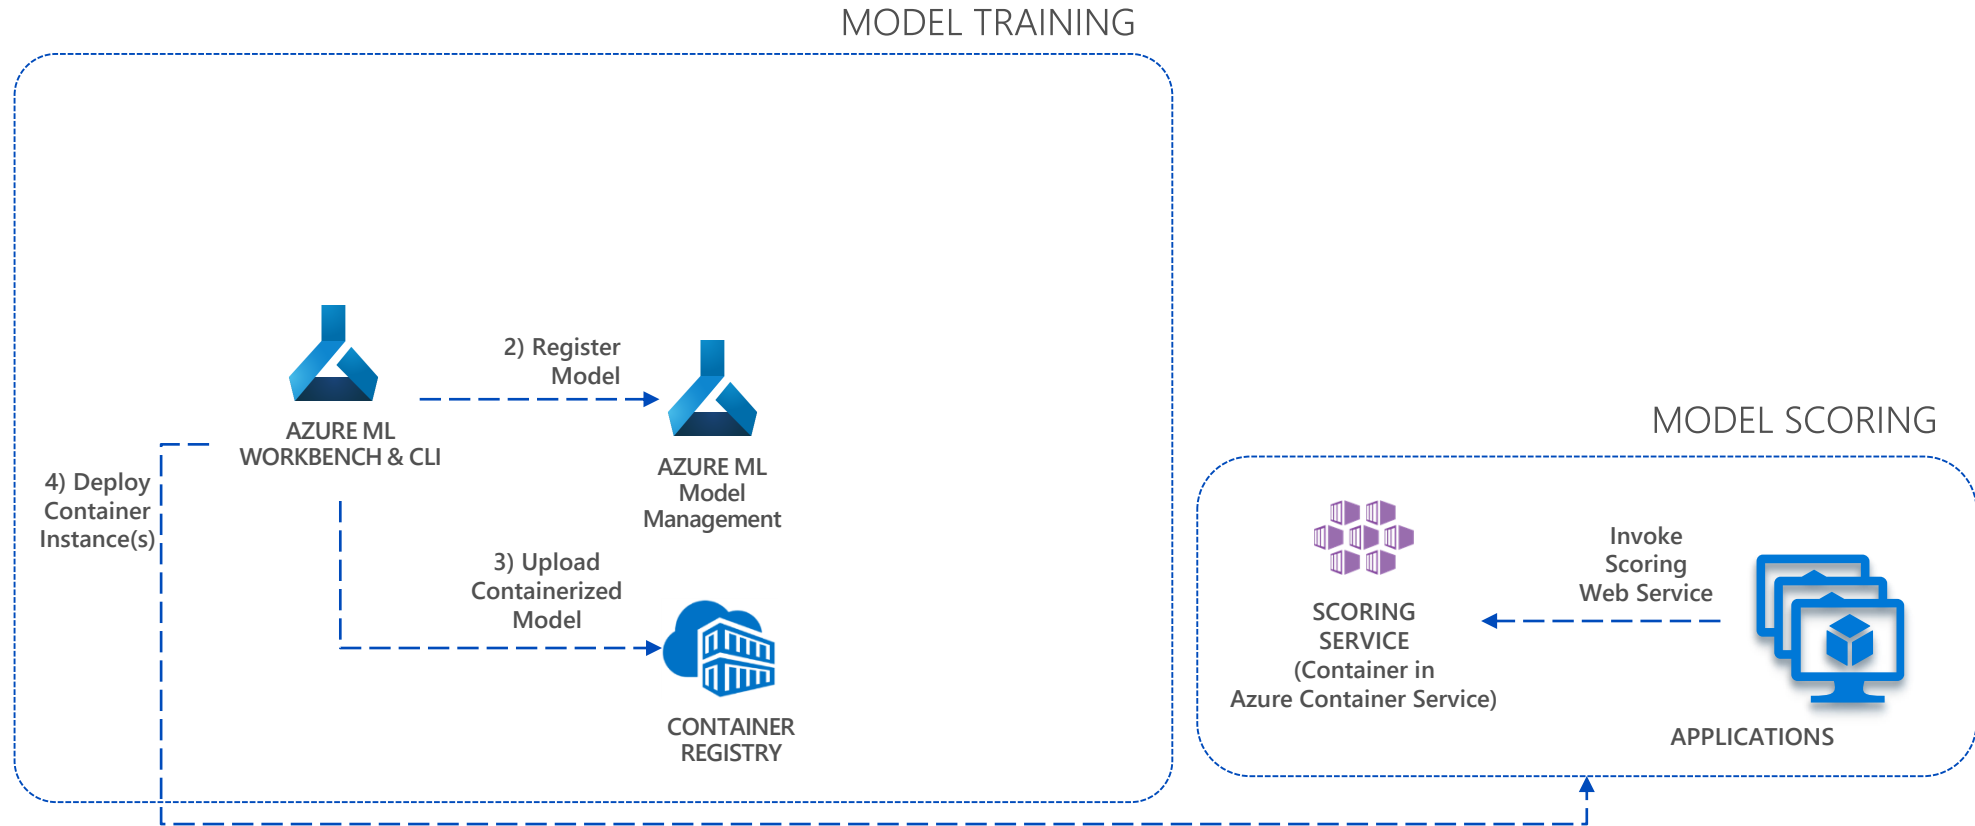 MODEL TRAINING
2) Register
Model
AZURE ML
WORKBENCH & CLI
AZURE ML
Model
Management
4) Deploy
Container
Instance(s)
3) Upload
Containerized
Model
CONTAINER
REGISTRY
MODEL SCORING
SCORING
SERVICE
(Container in
Azure Container Service)
Invoke
Scoring
Web Service
APPLICATIONS